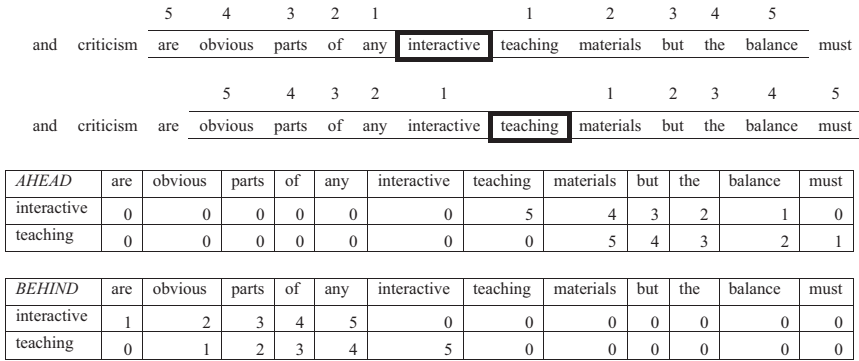 5 4 3 2 1 1 2 3 4 5
and criticism are obvious parts of any interactive teaching materials but the balance must
5 4 3 2 1 1 2 3 4 5
and criticism are obvious parts of any interactive teaching materials but the balance must
AHEAD are obvious parts of any interactive teaching materials but the balance must
interactive 0 0 0 0 0 0 5 4 3 2 1 0
teaching 0 0 0 0 0 0 0 5 4 3 2 1
BEHIND are obvious parts of any interactive teaching materials but the balance must
interactive 1 2 3 4 5 0 0 0 0 0 0 0
teaching 0 1 2 3 4 5 0 0 0 0 0 0